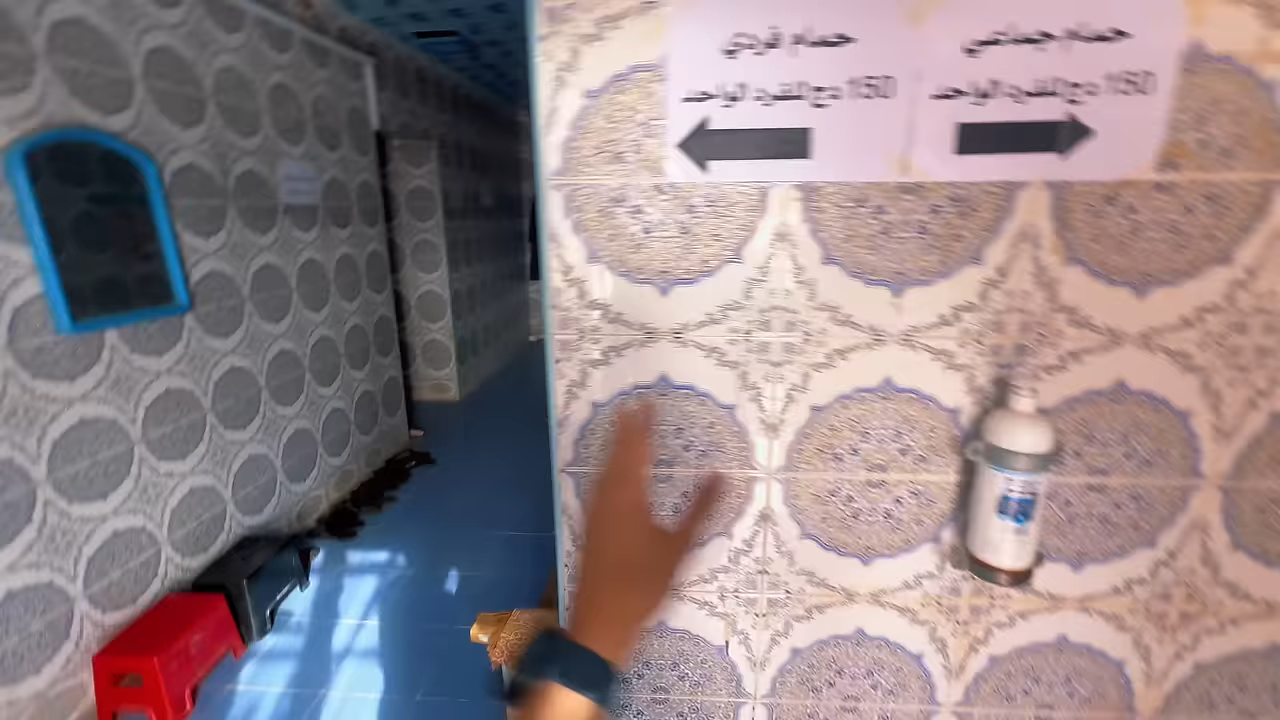 حمام جماعي
150 دج للفرد الواحد
حمام فردي
150 دج للفرد الواحد